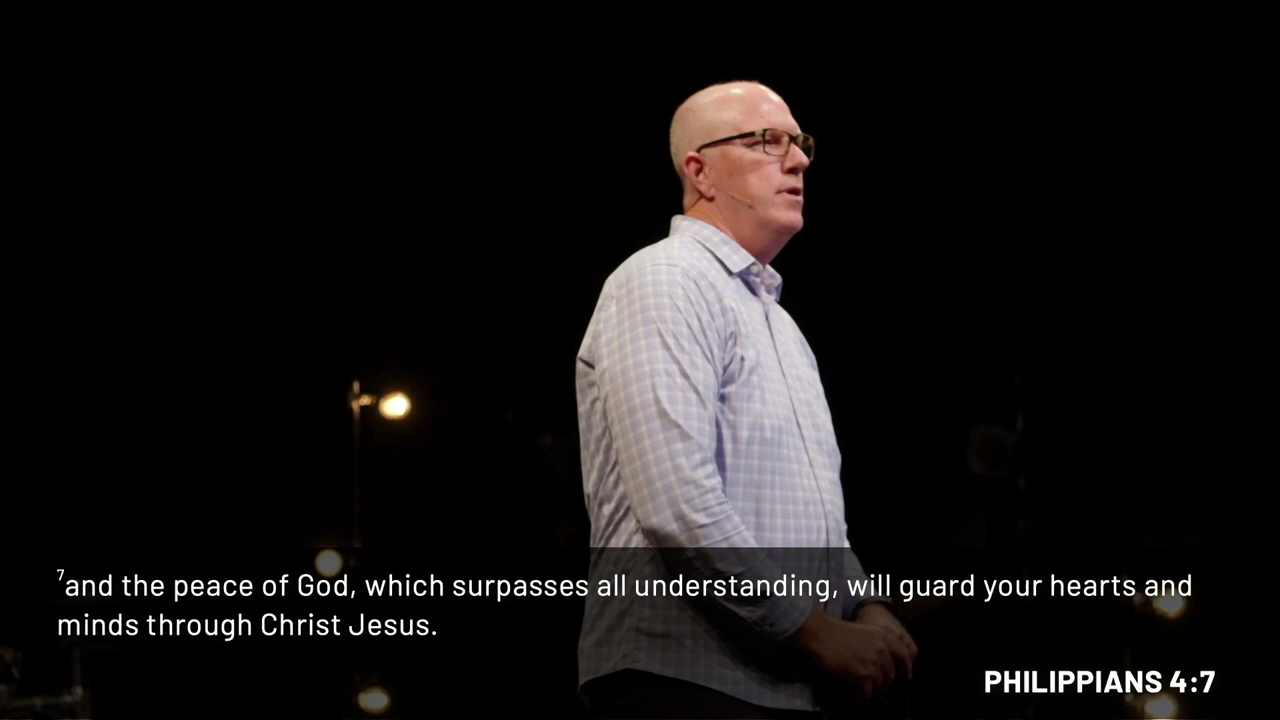 ⁷and the peace of God, which surpasses all understanding, will guard your hearts and
minds through Christ Jesus.
PHILIPPIANS 4:7